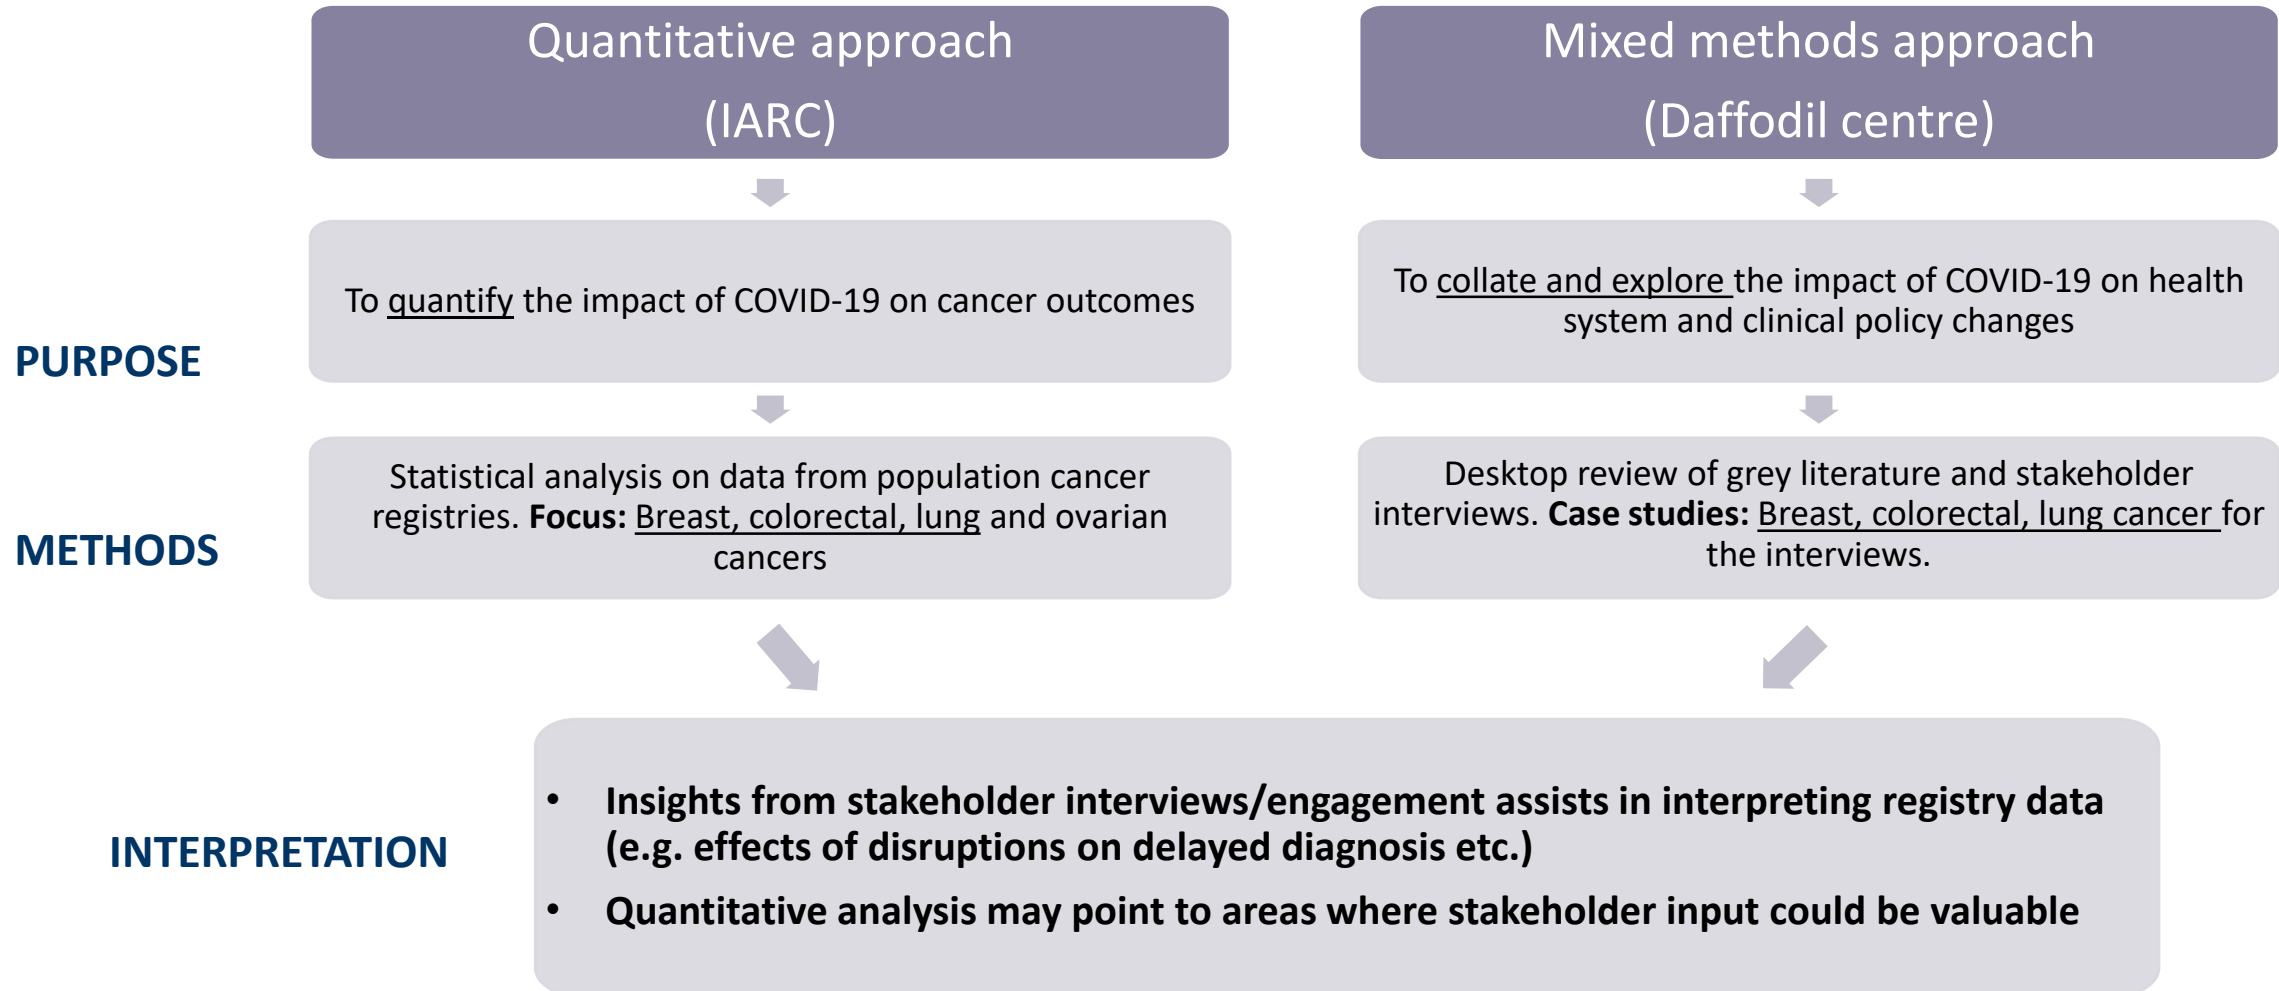 Quantitative approach
(IARC)
Mixed methods approach
(Daffodil centre)
PURPOSE
To quantify the impact of COVID-19 on cancer outcomes
To collate and explore the impact of COVID-19 on health
system and clinical policy changes
METHODS
Statistical analysis on data from population cancer
registries. Focus: Breast, colorectal, lung and ovarian
cancers
Desktop review of grey literature and stakeholder
interviews. Case studies: Breast, colorectal, lung cancer for
the interviews.
INTERPRETATION
• Insights from stakeholder interviews/engagement assists in interpreting registry data
(e.g. effects of disruptions on delayed diagnosis etc.)
• Quantitative analysis may point to areas where stakeholder input could be valuable